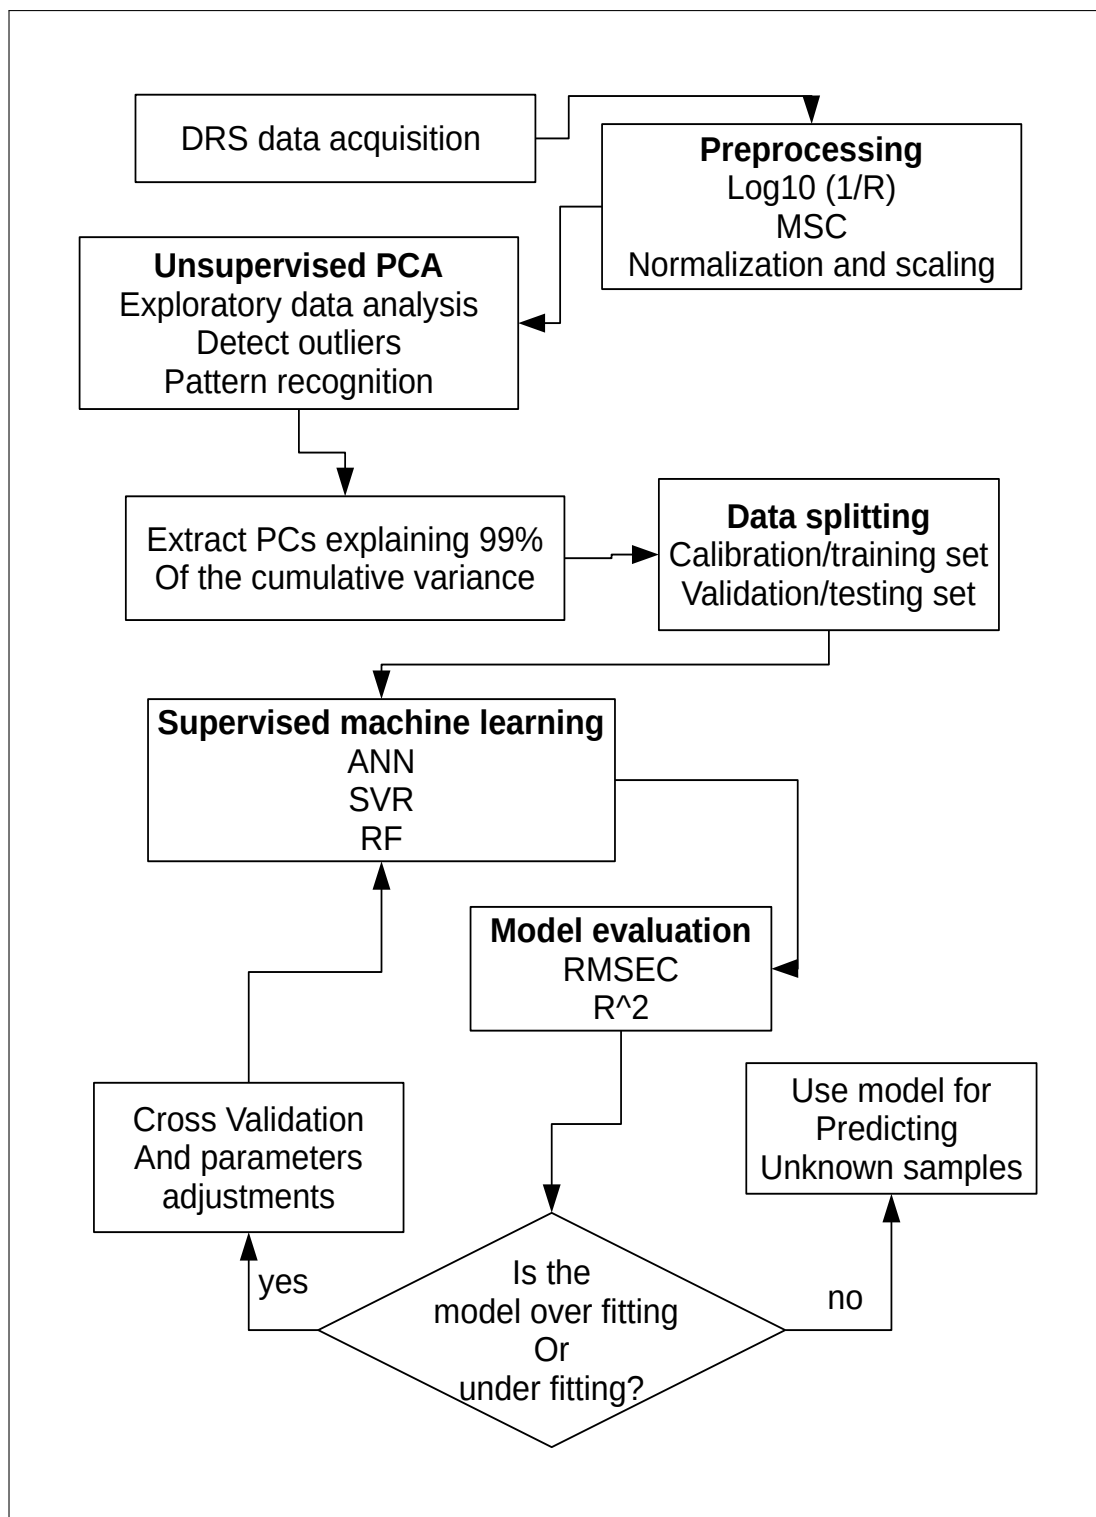 DRS data acquisition
Preprocessing
Log10 (1/R)
MSC
Normalization and scaling
Unsupervised PCA
Exploratory data analysis
Detect outliers
Pattern recognition
Extract PCs explaining 99%
Of the cumulative variance
Data splitting
Calibration/training set
Validation/testing set
Supervised machine learning
ANN
SVR
RF
Model evaluation
RMSEC
R^2
Cross Validation
And parameters
adjustments
Use model for
Predicting
Unknown samples
yes
Is the
model over fitting
Or
under fitting?
no